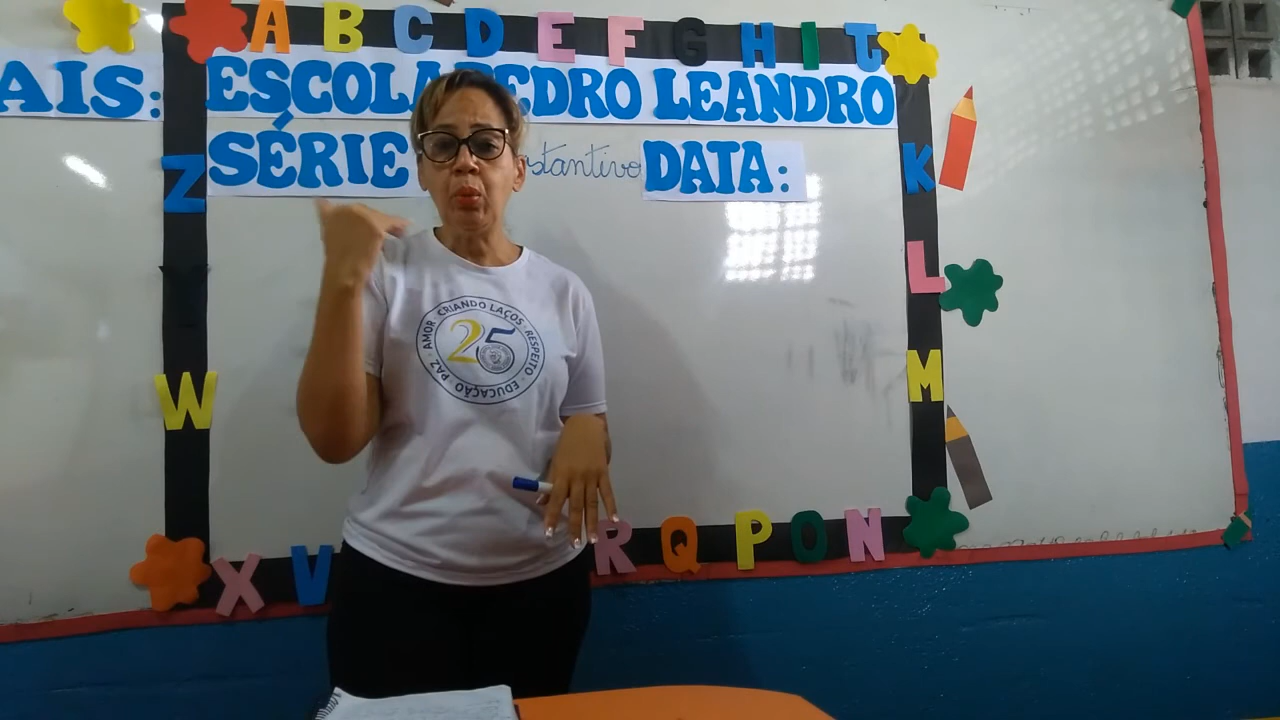 A B C D E F G H I J
AIS: ESCOLA PEDRO LEANDRO
SÉRIE DATA:
K
L
M
N
O
P
Q
R
V
X
W
Z
CRIANDO LAÇOS · RESPEITO · EDUCAÇÃO · PAZ · AMOR ·
25